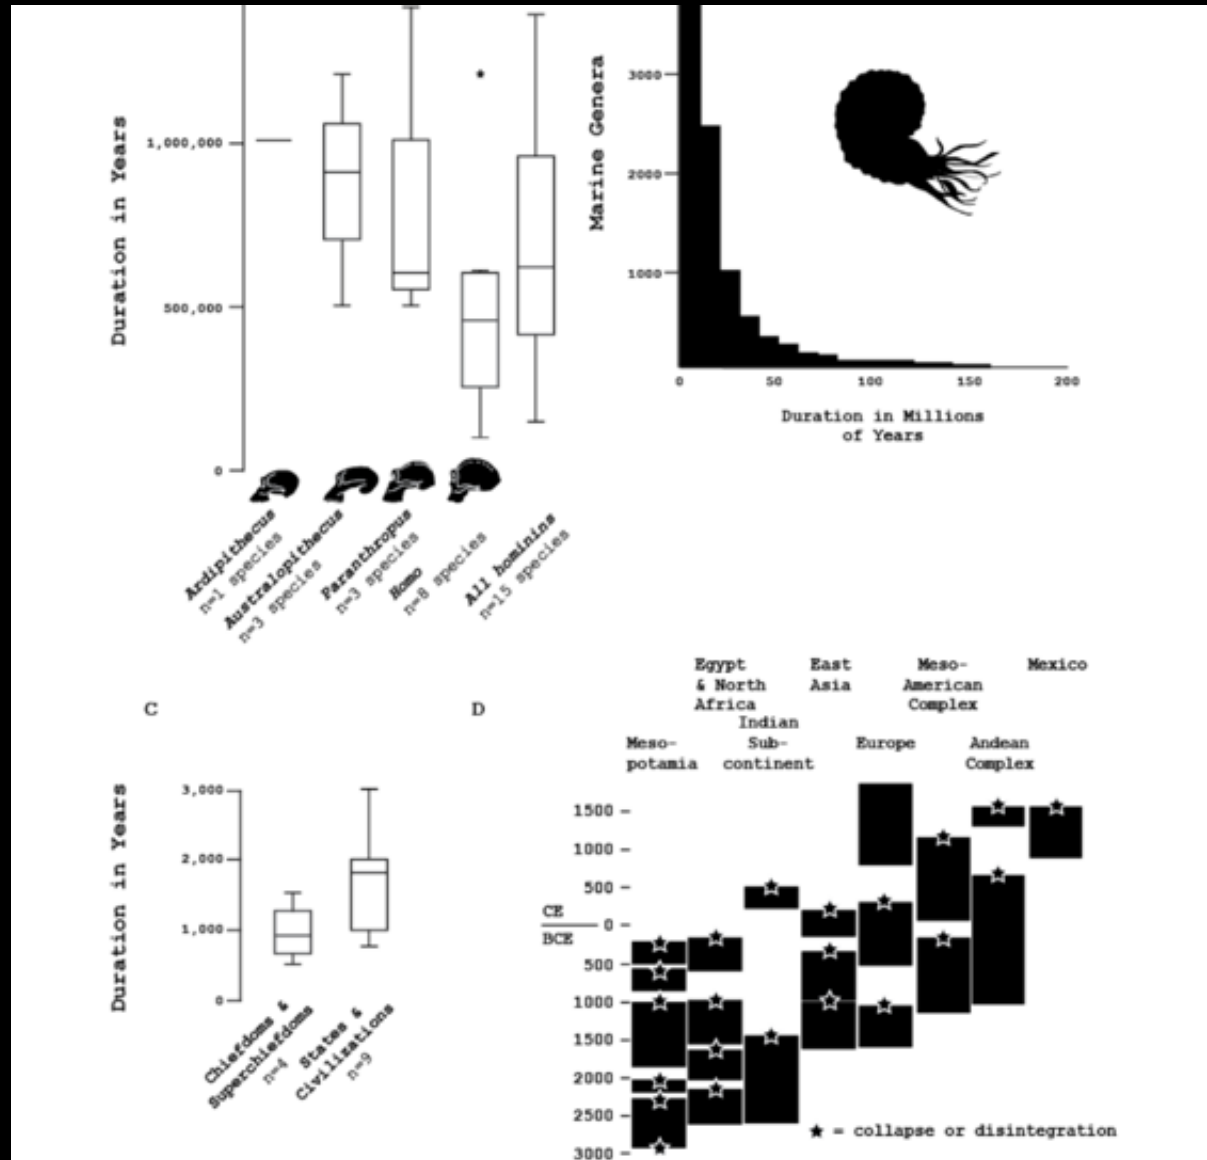 Duration in Years
1,000,000
500,000
0
Ardipithecus
n=1 species
Australopithecus
n=3 species
Paranthropus
n=3 species
Homo
n=8 species
All hominins
n=15 species
Marine Genera
3000
2000
1000
0 50 100 150 200
Duration in Millions
of Years
C
Duration in Years
3,000
2,000
1,000
0
Chiefdoms &
Superchiefdoms
n=4
States &
Civilizations
n=9
D
Egypt
& North
Africa
East
Asia
Meso-
American
Complex
Mexico
Meso-
potamia
Indian
Sub-
continent
Europe
Andean
Complex
1500
1000
500
CE
0
BCE
500
1000
1500
2000
2500
3000
★ = collapse or disintegration